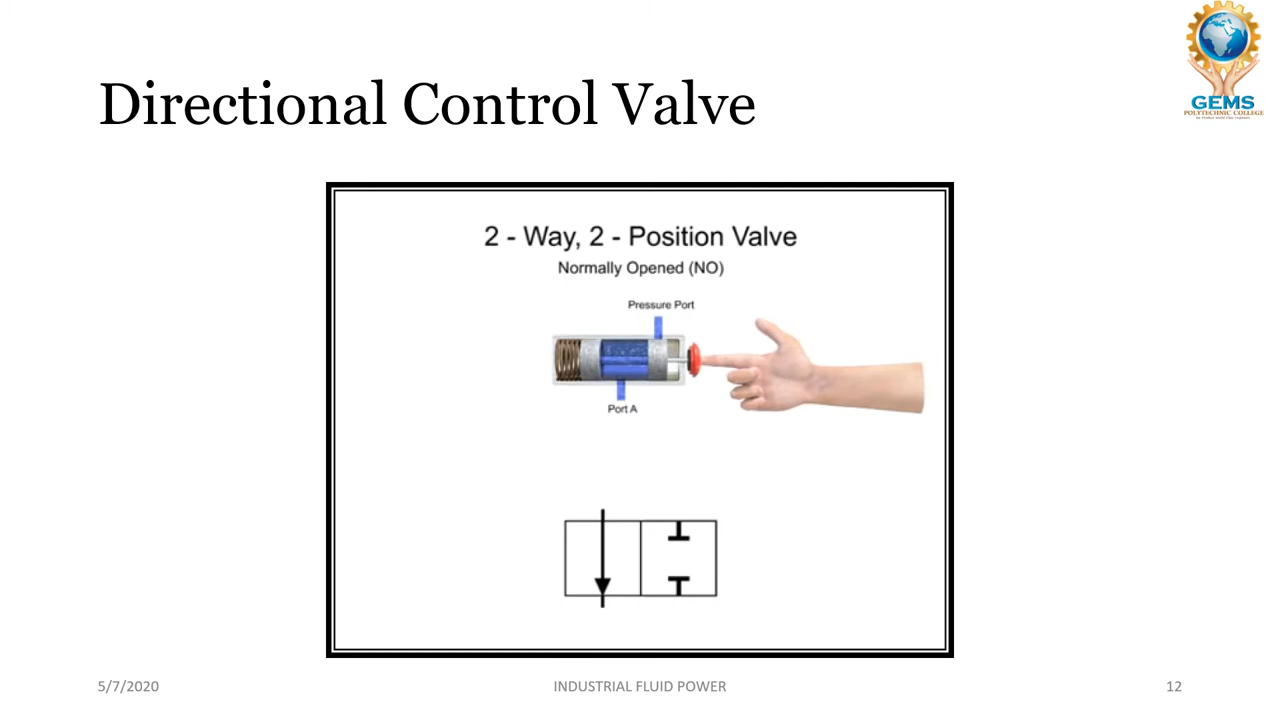 GEMS
POLYTECHNIC COLLEGE
Directional Control Valve
2 - Way, 2 - Position Valve
Normally Opened (NO)
Pressure Port
Port A
5/7/2020
INDUSTRIAL FLUID POWER
12